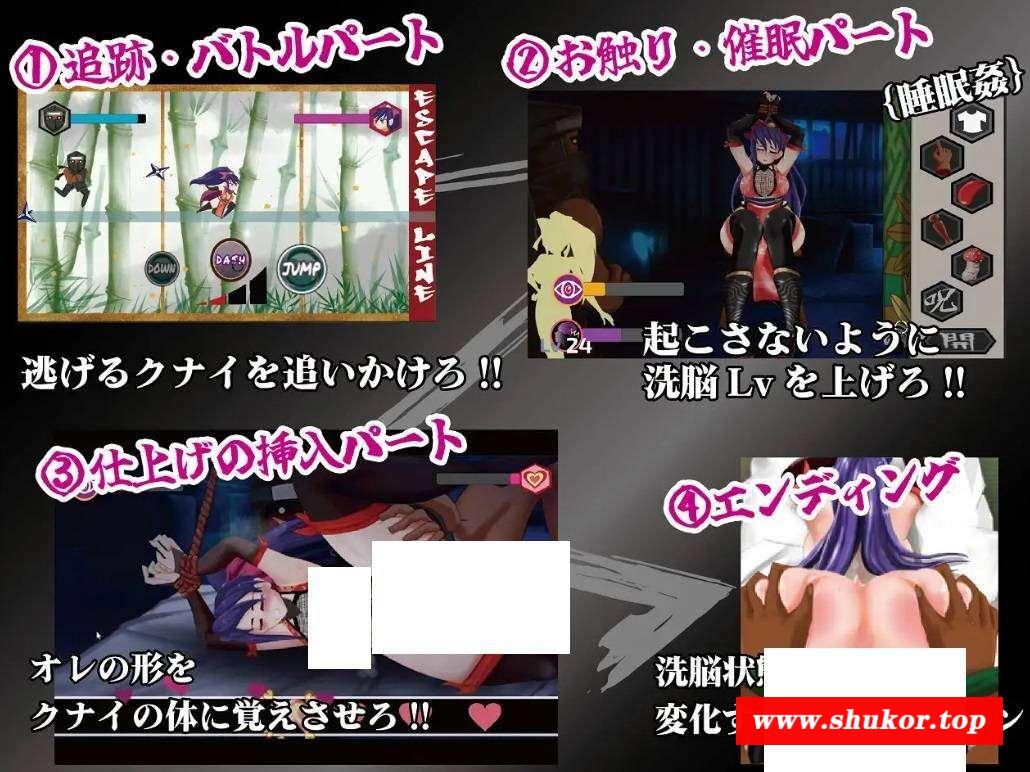 ①追跡・バトルパート
ESCAPE LINE
DOWN
DASH
JUMP
逃げるクナイを追いかけろ!!
②お触り・催眠パート
{睡眠姦}
呪
開
24
起こさないように
洗脳Lvを上げろ!!
③仕上げの挿入パート
オレの形を
クナイの体に覚えさせろ!!
④エンディング
洗脳状
変化
ン
www.shukor.top